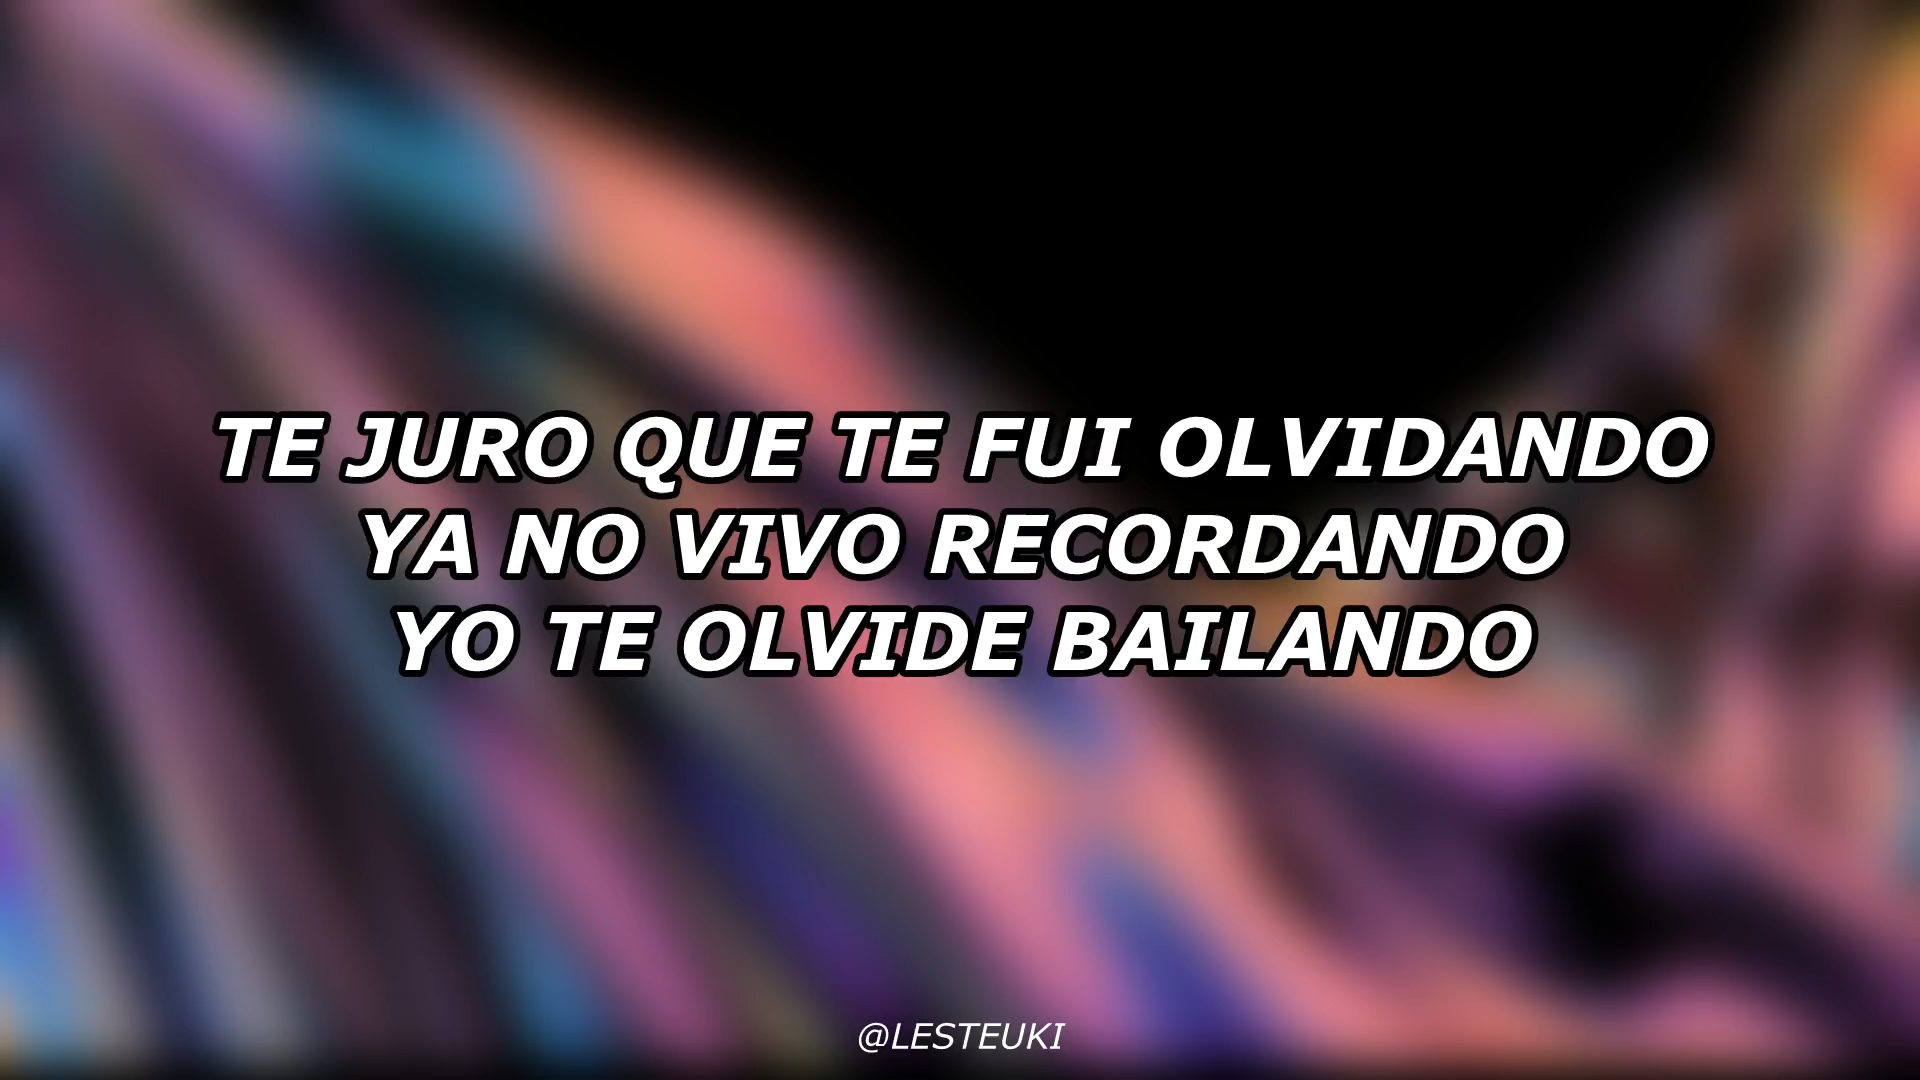 TE JURO QUE TE FUI OLVIDANDO
YA NO VIVO RECORDANDO
YO TE OLVIDE BAILANDO
@LESTEUKI